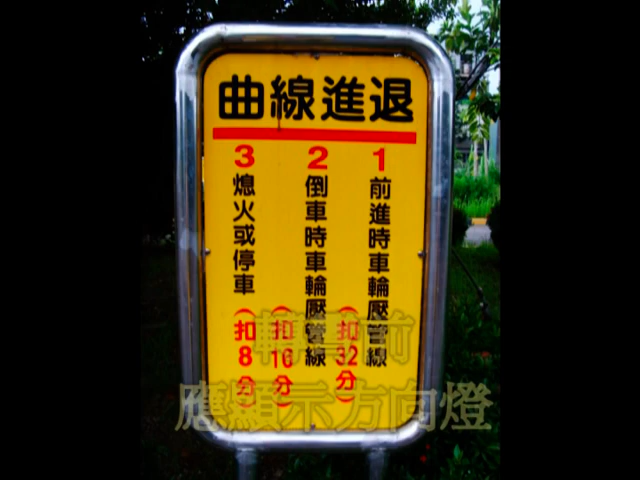 曲線進退
1 前進時車輪壓管線
(扣32分)
2 倒車時車輪壓管線
(扣16分)
3 熄火或停車
(扣8分)
轉彎前
應顯示方向燈